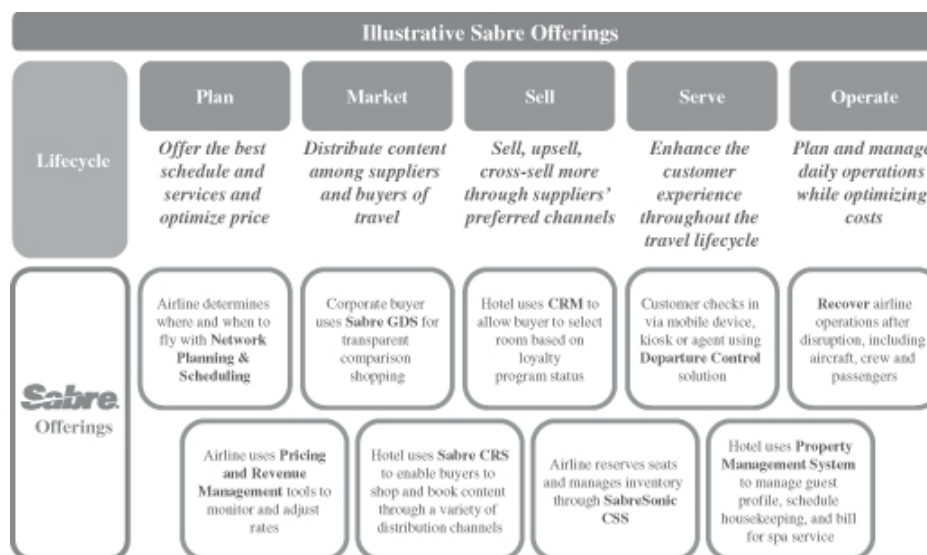 Illustrative Sabre Offerings
Lifecycle
Plan
Market
Sell
Serve
Operate
Offer the best
schedule and
services and
optimize price
Distribute content
among suppliers
and buyers of
travel
Sell, upsell,
cross-sell more
through suppliers'
preferred channels
Enhance the
customer
experience
throughout the
travel lifecycle
Plan and manage
daily operations
while optimizing
costs
Sabre
Offerings
Airline determines
where and when to
fly with Network
Planning &
Scheduling
Corporate buyer
uses Sabre GDS for
transparent
comparison
shopping
Hotel uses CRM to
allow buyer to select
room based on
loyalty
program status
Customer checks in
via mobile device,
kiosk or agent using
Departure Control
solution
Recover airline
operations after
disruption, including
aircraft, crew and
passengers
Airline uses Pricing
and Revenue
Management tools to
monitor and adjust
rates
Hotel uses Sabre CRS
to enable buyers to
shop and book content
through a variety of
distribution channels
Airline reserves seats
and manages inventory
through SabreSonic
CSS
Hotel uses Property
Management System
to manage guest
profile, schedule
housekeeping, and bill
for spa service